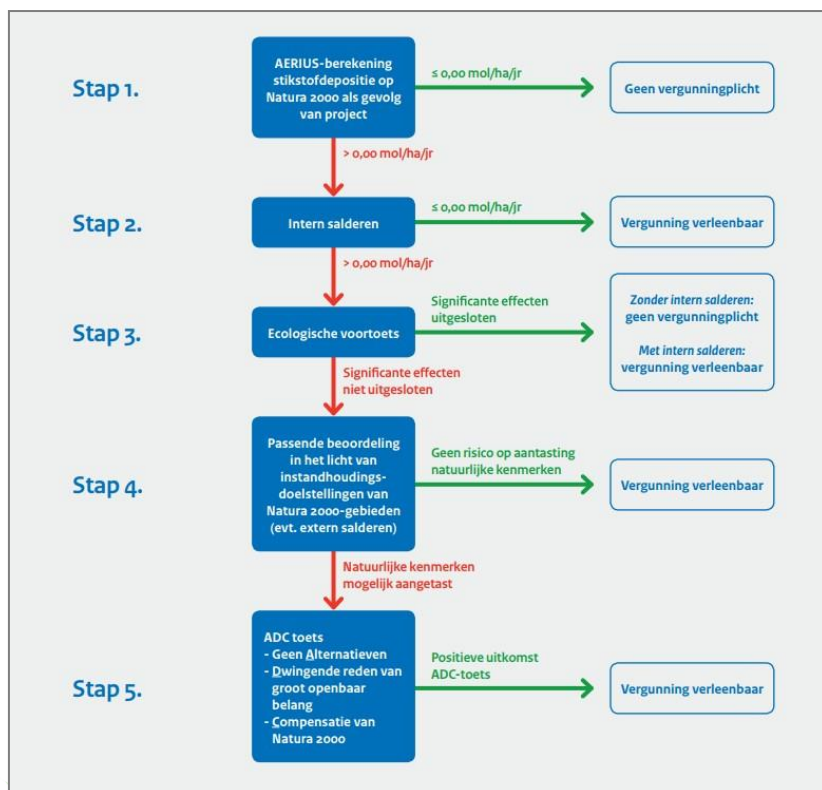 Stap 1.
AERIUS-berekening
stikstofdepositie op
Natura 2000 als gevolg
van project
≤ 0,00 mol/ha/jr
Geen vergunningplicht
> 0,00 mol/ha/jr
Stap 2.
Intern salderen
≤ 0,00 mol/ha/jr
Vergunning verleenbaar
> 0,00 mol/ha/jr
Stap 3.
Ecologische voortoets
Significante effecten
uitgesloten
Zonder intern salderen:
geen vergunningplicht
Met intern salderen:
vergunning verleenbaar
Significante effecten
niet uitgesloten
Stap 4.
Passende beoordeling
in het licht van
instandhoudings-
doelstellingen van
Natura 2000-gebieden
(evt. extern salderen)
Geen risico op aantasting
natuurlijke kenmerken
Vergunning verleenbaar
Natuurlijke kenmerken
mogelijk aangetast
Stap 5.
ADC toets
- Geen Alternatieven
- Dwingende reden van
groot openbaar
belang
- Compensatie van
Natura 2000
Positieve uitkomst
ADC-toets
Vergunning verleenbaar